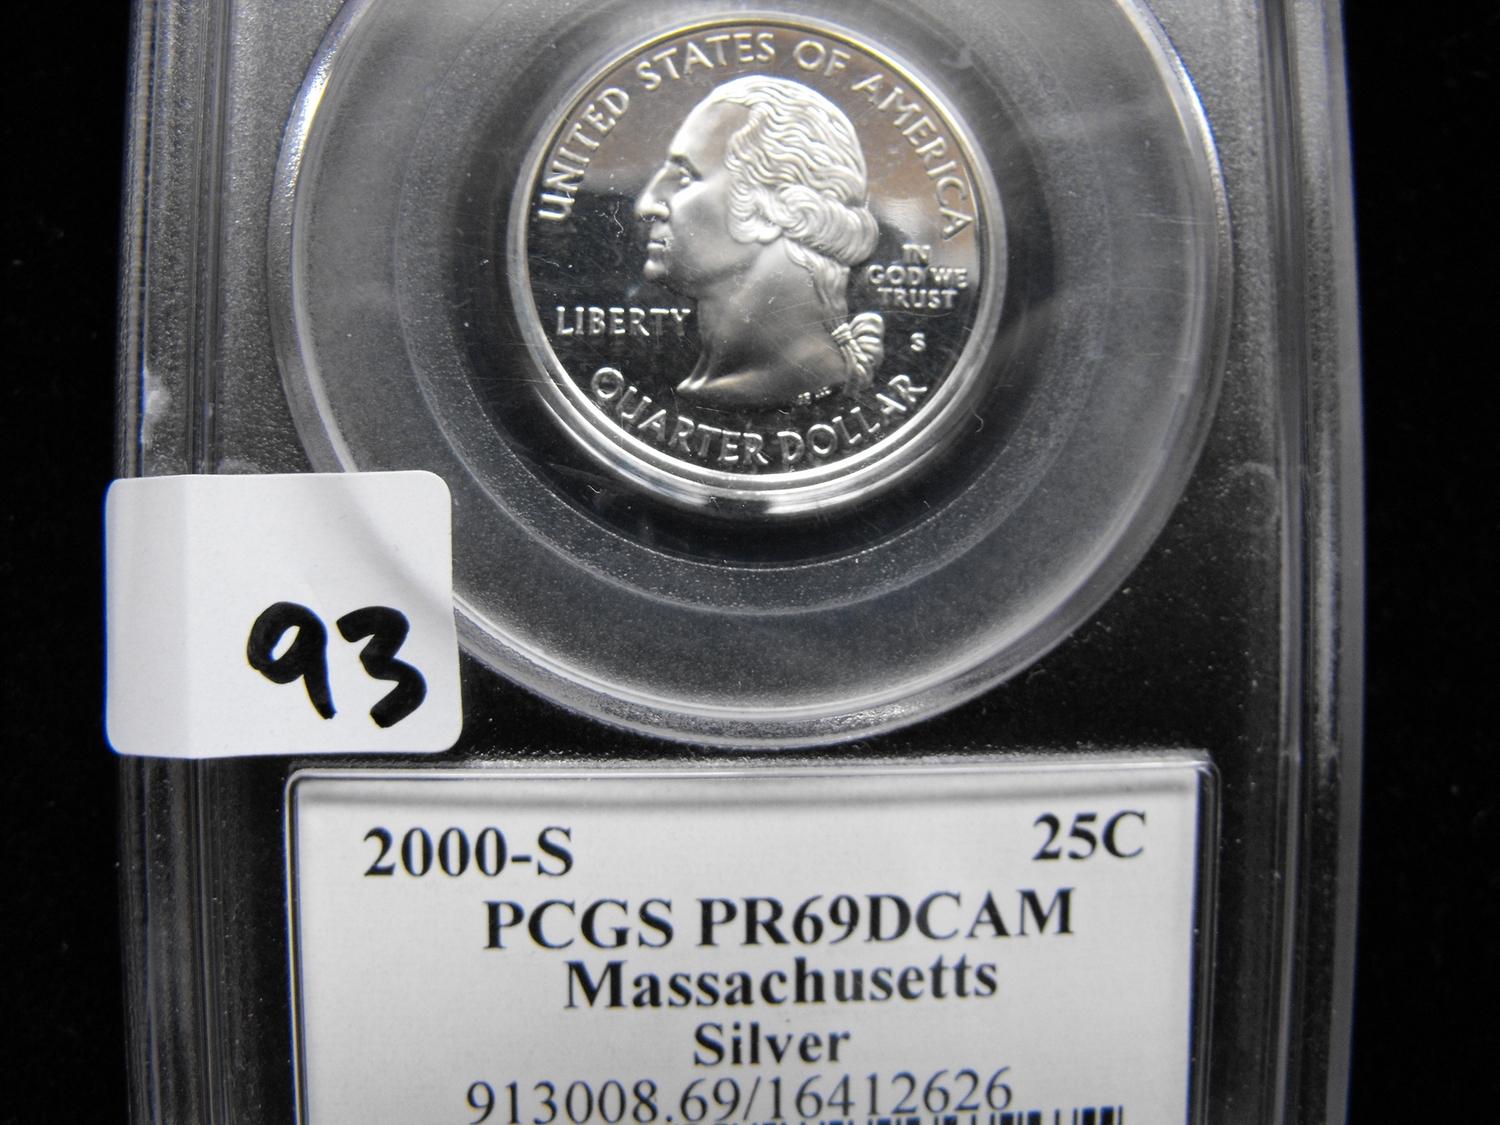 UNITED STATES OF AMERICA
IN
GOD WE
TRUST
LIBERTY
S
QUARTER DOLLAR
93
2000-S 25C
PCGS PR69DCAM
Massachusetts
Silver
913008.69/16412626